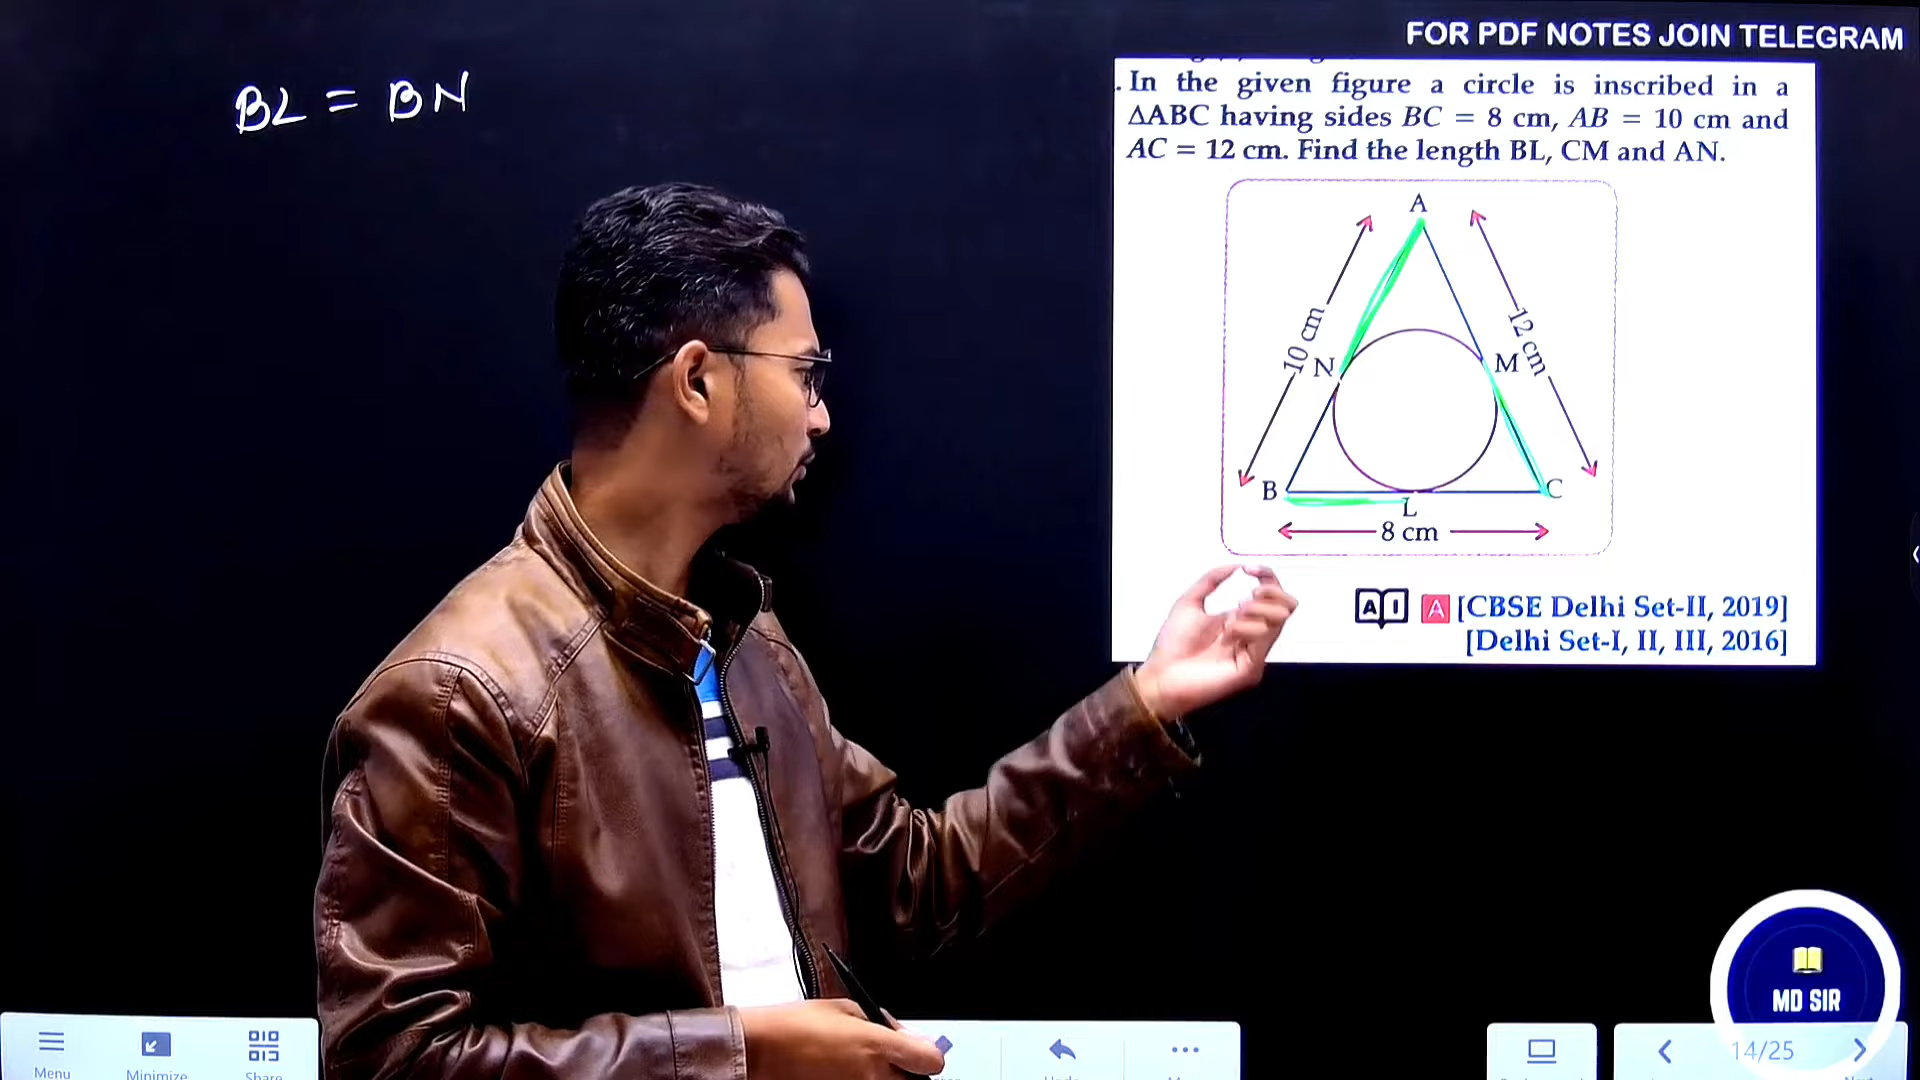 FOR PDF NOTES JOIN TELEGRAM
BL = BN
. In the given figure a circle is inscribed in a
ΔABC having sides BC = 8 cm, AB = 10 cm and
AC = 12 cm. Find the length BL, CM and AN.
A
10 cm
12 cm
N
M
B
C
L
8 cm
A I A [CBSE Delhi Set-II, 2019]
[Delhi Set-I, II, III, 2016]
MD SIR
Menu
Minimize
Share
14/25